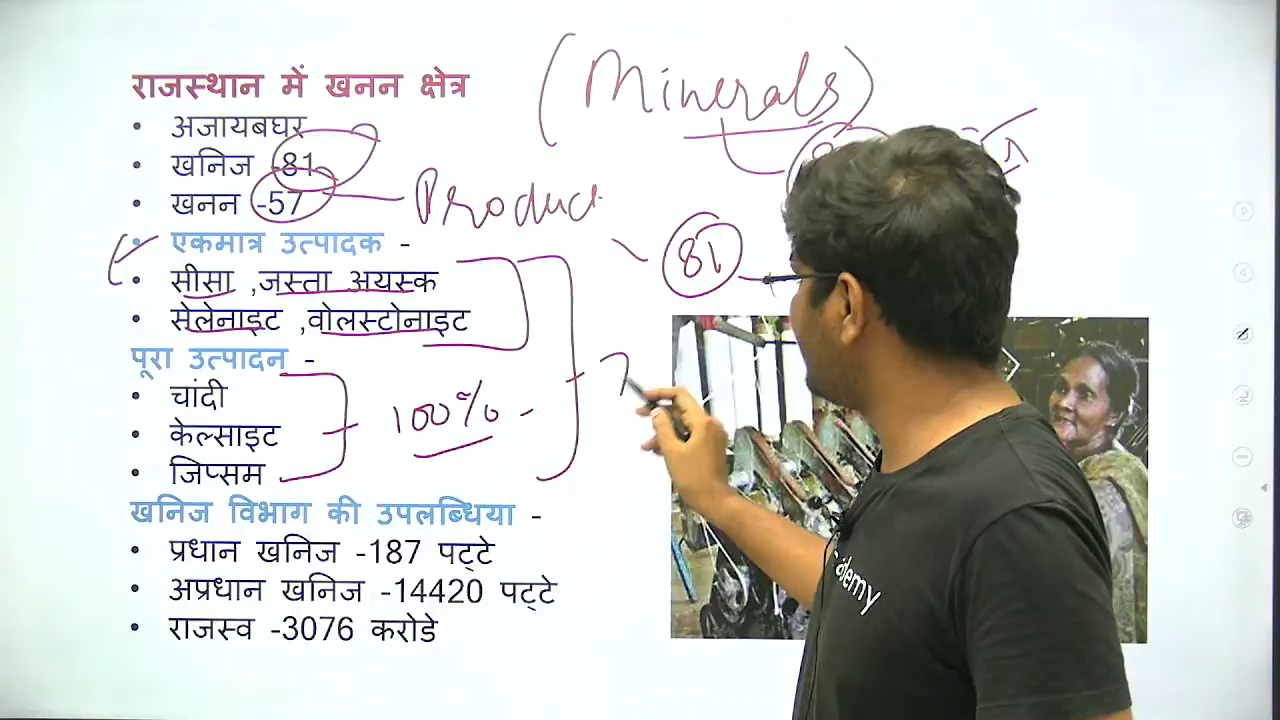 (Minerals)
राजस्थान में खनन क्षेत्र
• अजायबघर
• खनिज -81
• खनन -57
Produc
81
• एकमात्र उत्पादक -
• सीसा ,जस्ता अयस्क
• सेलेनाइट ,वोलस्टोनाइट
पूरा उत्पादन -
• चांदी
• केल्साइट
• जिप्सम
100% -
खनिज विभाग की उपलब्धिया -
• प्रधान खनिज -187 पट्टे
• अप्रधान खनिज -14420 पट्टे
• राजस्व -3076 करोडे
demy